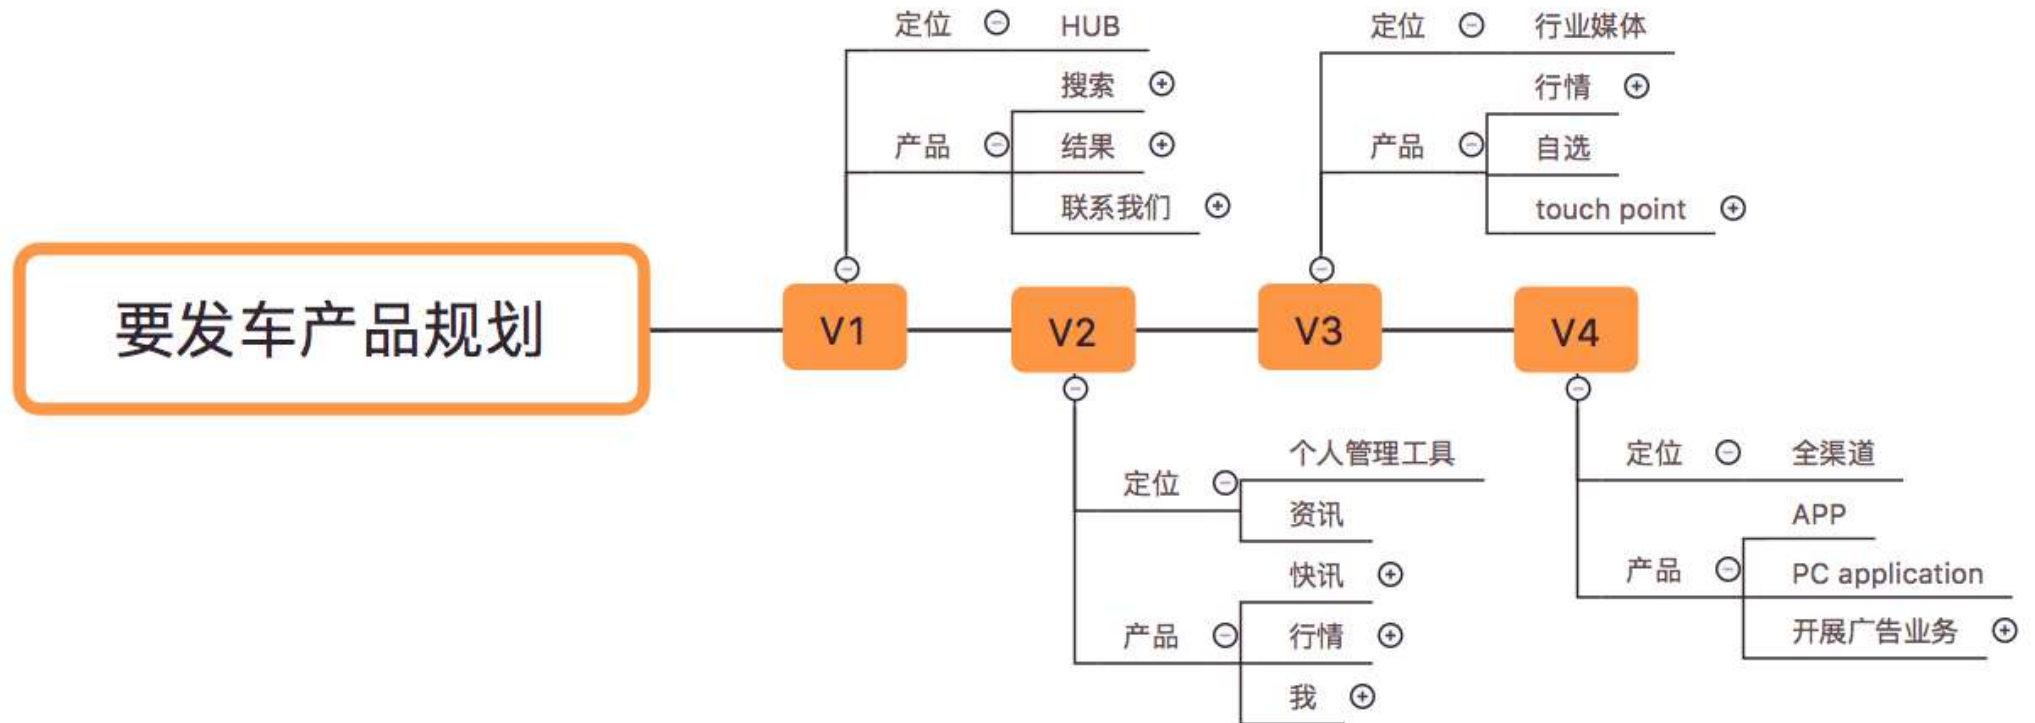 要发车产品规划
V1
定位
HUB
产品
搜索
结果
联系我们
V2
定位
个人管理工具
资讯
产品
快讯
行情
我
V3
定位
行业媒体
产品
行情
自选
touch point
V4
定位
全渠道
产品
APP
PC application
开展广告业务